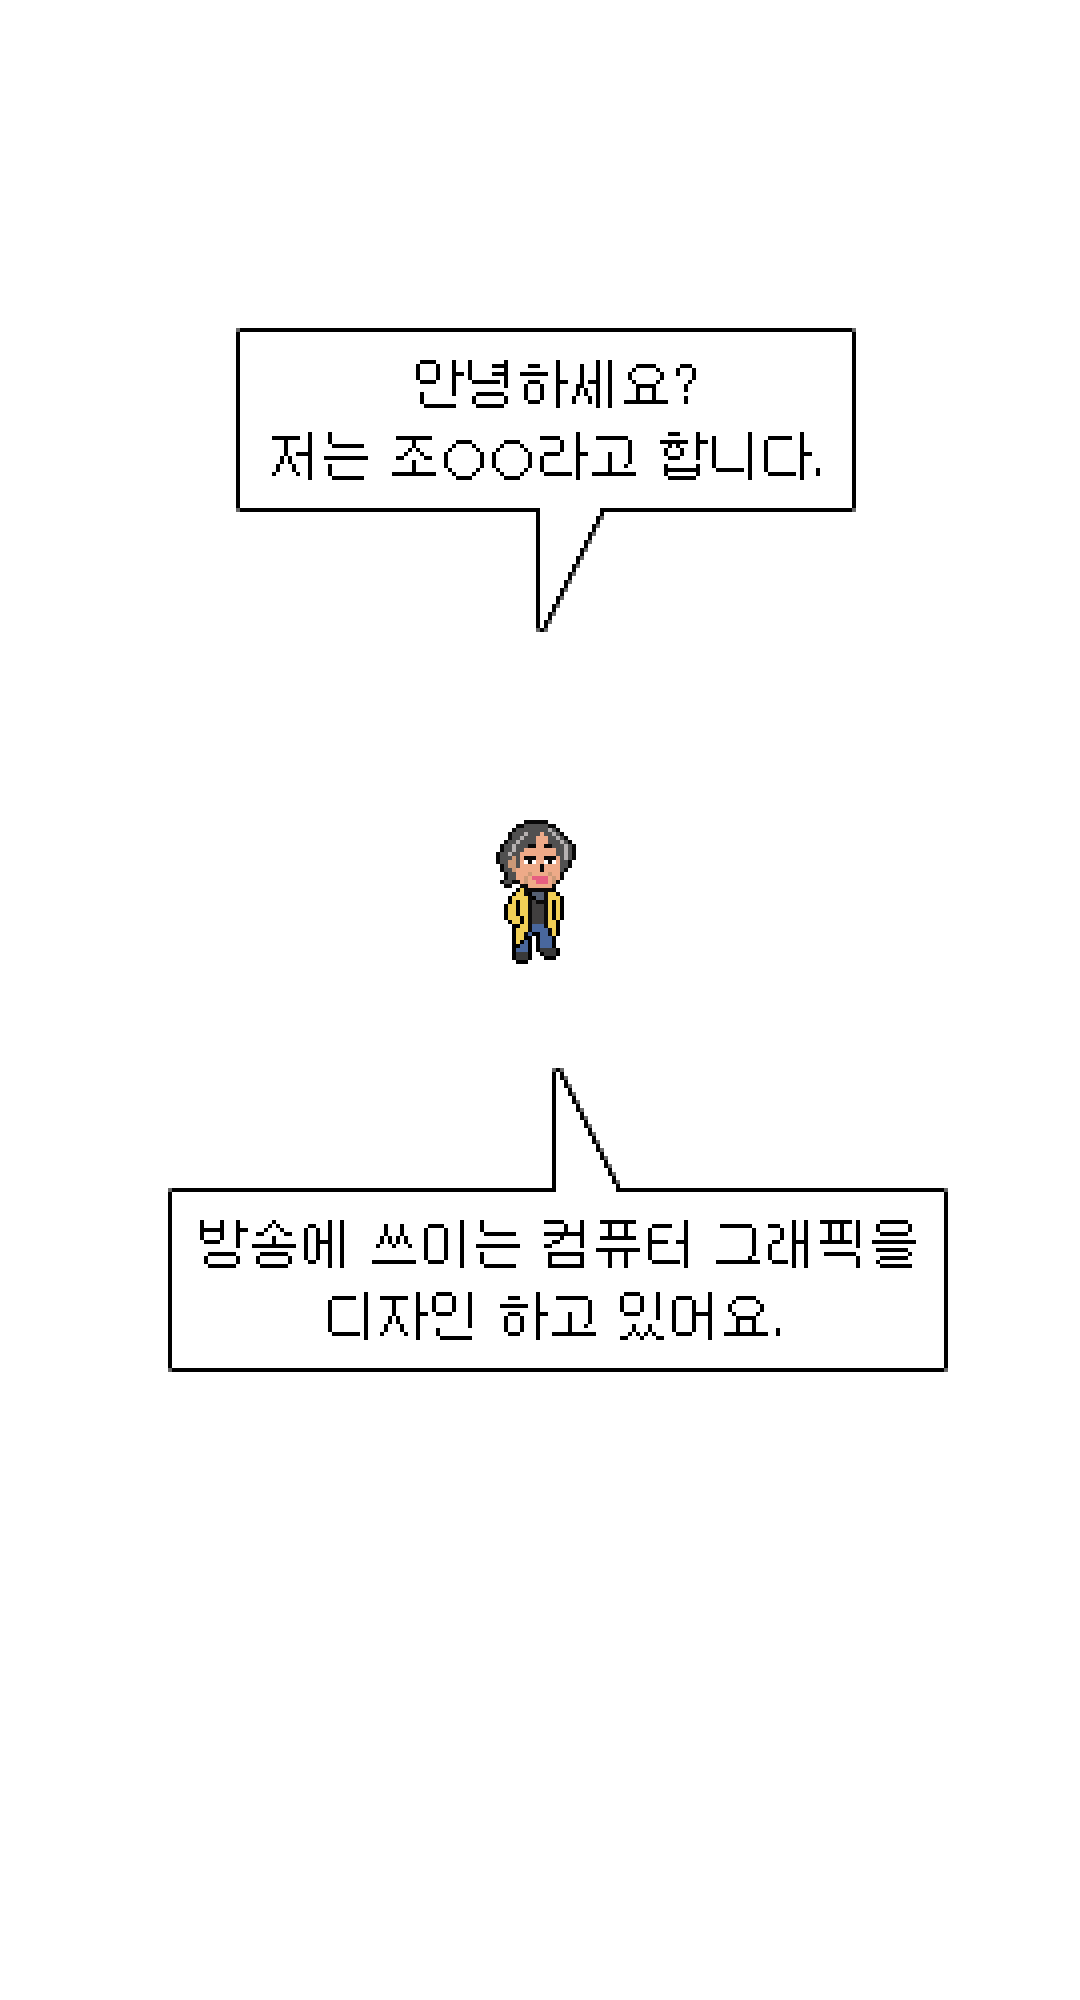 안녕하세요?
저는 조○○라고 합니다.
방송에 쓰이는 컴퓨터 그래픽을
디자인 하고 있어요.